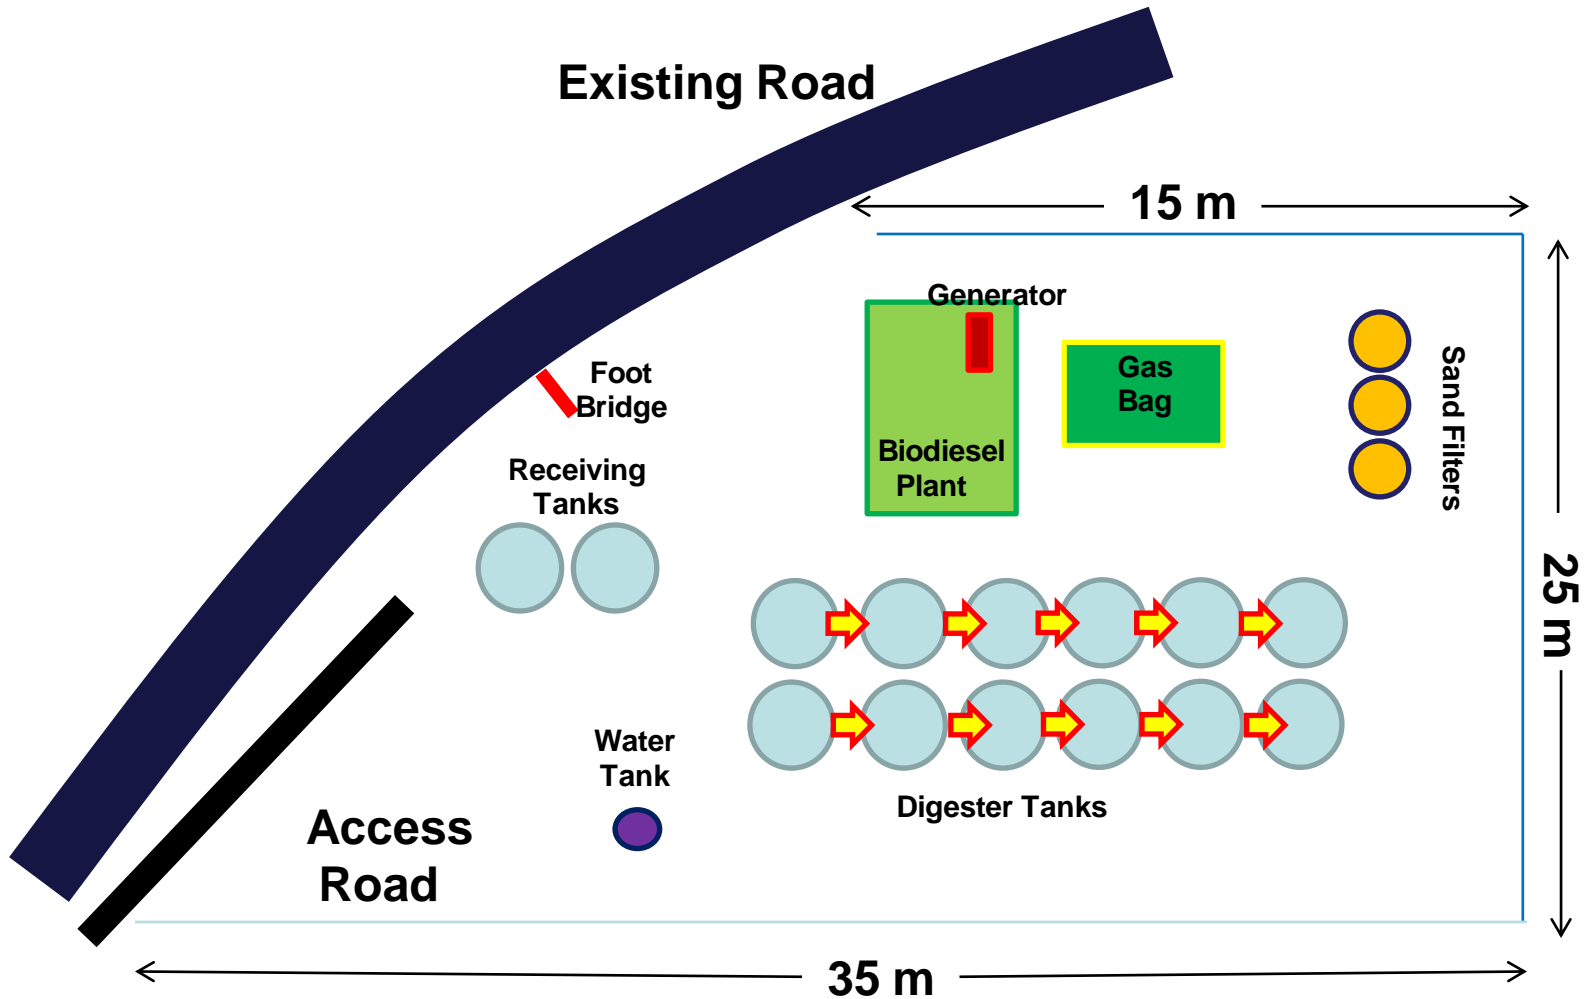 Existing Road
15 m
Generator
Foot
Bridge
Gas
Bag
Sand Filters
Biodiesel
Plant
Receiving
Tanks
25 m
Water
Tank
Digester Tanks
Access
Road
35 m